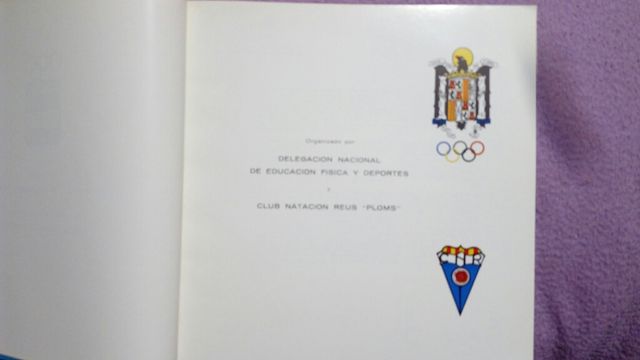 Organizado por
DELEGACION NACIONAL
DE EDUCACION FISICA Y DEPORTES
Y
CLUB NATACION REUS "PLOMS"
C N R